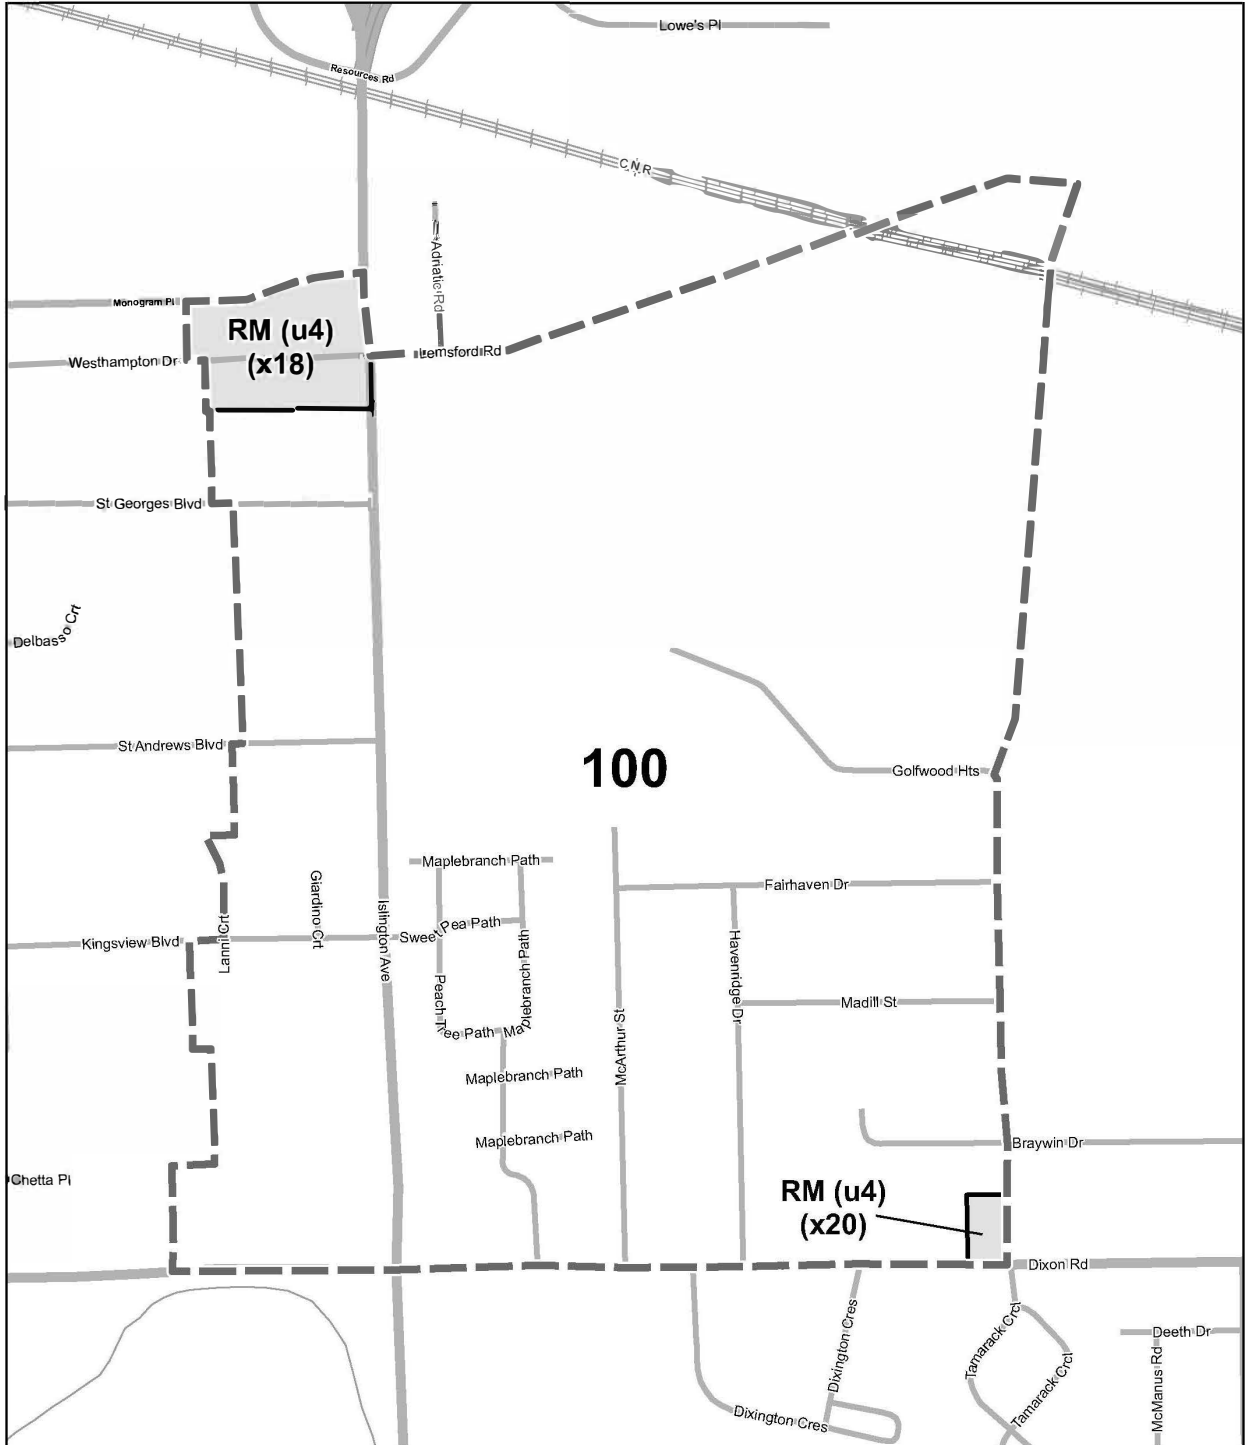 Lowe's Pl
Resources Rd
CNR
Adriatic Rd
Monogram Pl
RM (u4)
(x18)
Westhampton Dr
Lemsford Rd
St Georges Blvd
Delbasso Crt
St Andrews Blvd
100
Golfwood Hts
Maplebranch Path
Fairhaven Dr
Giardino Crt
Islington Ave
Lanni Crt
Kingsview Blvd
Sweet Pea Path
Maplebranch Path
Havenridge Dr
Peach Tree Path
Madill St
McArthur St
Maplebranch Path
Maplebranch Path
Braywin Dr
Chetta Pl
RM (u4)
(x20)
Dixon Rd
Dixington Cres
Tamarack Crcl
Deeth Dr
Tamarack Crcl
McManus Rd
Dixington Cres